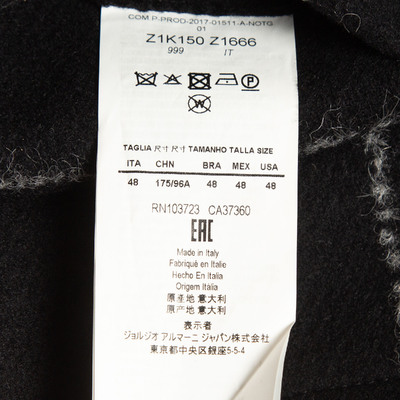 COM.P.PROD-2017-01511-A-NOTG.
01
Z1K150 Z1666
999 IT
P
W
TAGLIA 尺寸 尺寸 TAMANHO TALLA SIZE
ITA CHN BRA MEX USA
48 175/96A 48 48 48
RN103723 CA37360
EAC
Made in Italy
Fabriqué en Italie
Hecho En Italia
Origem Itália
原産地 意大利
原产地 意大利
表示者
ジョルジオ アルマーニ ジャパン株式会社
東京都中央区銀座5-5-4